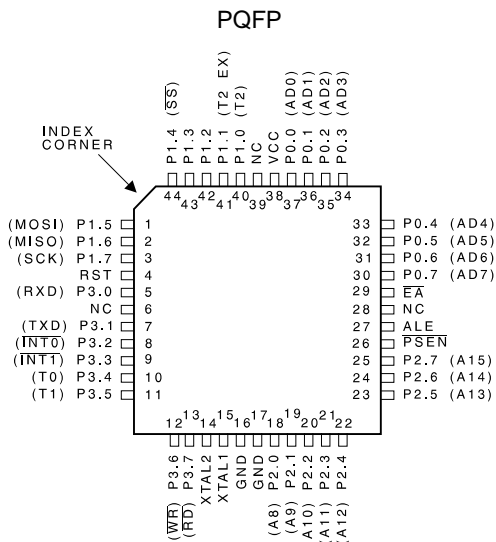 PQFP
INDEX
CORNER
P1.4 (S̅S̅)
P1.3
P1.2
P1.1 (T2 EX)
P1.0 (T2)
NC
VCC
P0.0 (AD0)
P0.1 (AD1)
P0.2 (AD2)
P0.3 (AD3)
44
43
42
41
40
39
38
37
36
35
34
(MOSI) P1.5 1
(MISO) P1.6 2
(SCK) P1.7 3
RST 4
(RXD) P3.0 5
NC 6
(TXD) P3.1 7
(I̅N̅T̅0̅) P3.2 8
(I̅N̅T̅1̅) P3.3 9
(T0) P3.4 10
(T1) P3.5 11
33 P0.4 (AD4)
32 P0.5 (AD5)
31 P0.6 (AD6)
30 P0.7 (AD7)
29 E̅A̅
28 NC
27 ALE
26 P̅S̅E̅N̅
25 P2.7 (A15)
24 P2.6 (A14)
23 P2.5 (A13)
12
13
14
15
16
17
18
19
20
21
22
(W̅R̅) P3.6
(R̅D̅) P3.7
XTAL2
XTAL1
GND
GND
(A8) P2.0
(A9) P2.1
(A10) P2.2
(A11) P2.3
(A12) P2.4